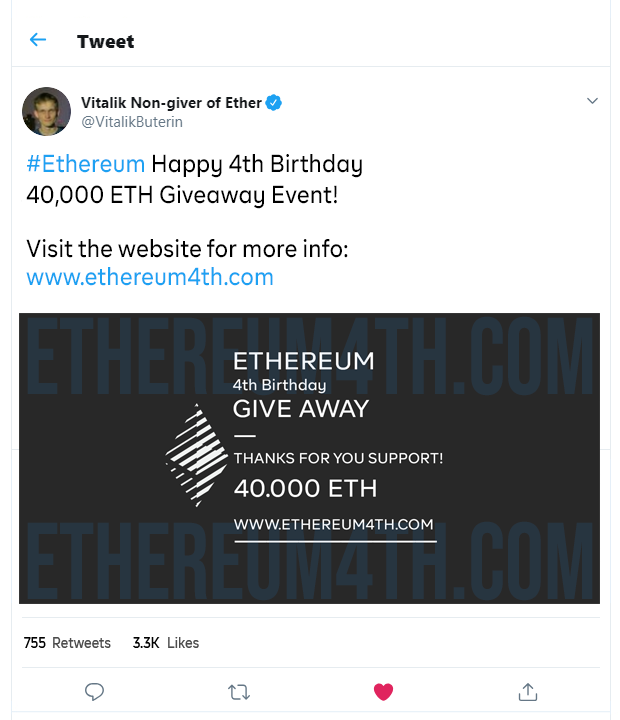 Tweet
Vitalik Non-giver of Ether
@VitalikButerin
#Ethereum Happy 4th Birthday
40,000 ETH Giveaway Event!
Visit the website for more info:
www.ethereum4th.com
ETHEREUM4TH.COM
ETHEREUM
4th Birthday
GIVE AWAY
THANKS FOR YOU SUPPORT!
40.000 ETH
WWW.ETHEREUM4TH.COM
ETHEREUM4TH.COM
755 Retweets 3.3K Likes